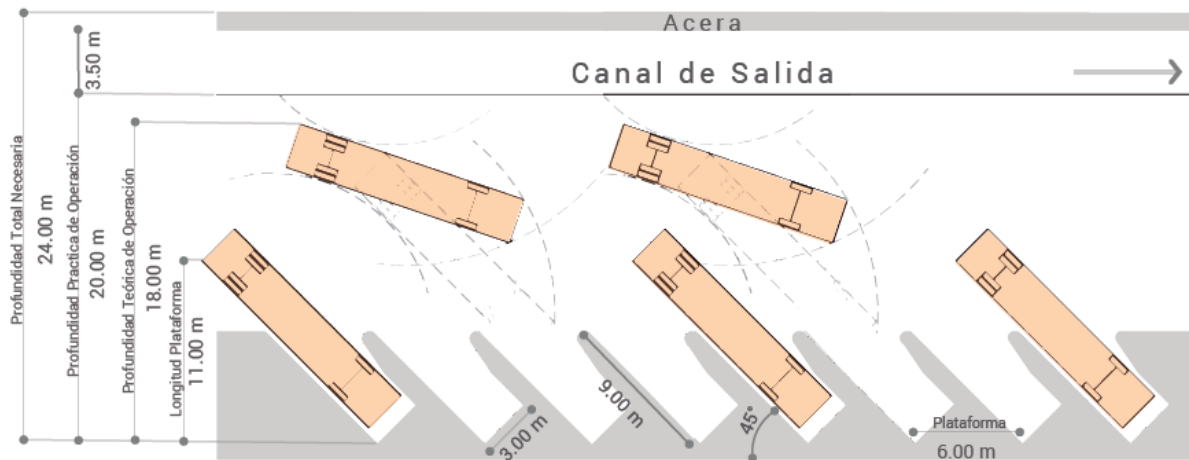 Acera
Canal de Salida
3.50 m
Profundidad Total Necesaria
24.00 m
Profundidad Practica de Operación
20.00 m
Profundidad Teórica de Operación
18.00 m
Longitud Plataforma
11.00 m
3.00 m
9.00 m
45°
Plataforma
6.00 m